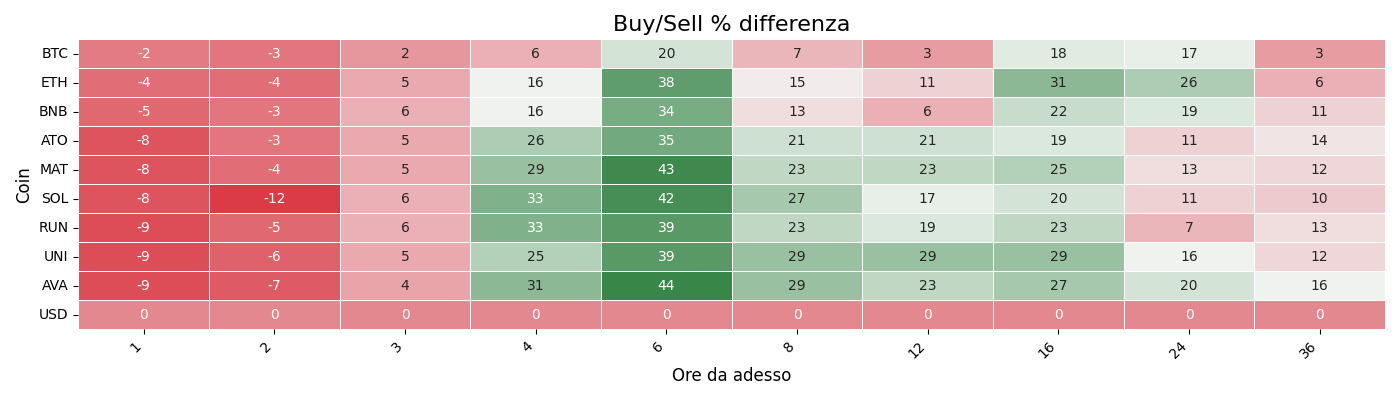 Buy/Sell % differenza
Coin
BTC -2 -3 2 6 20 7 3 18 17 3
ETH -4 -4 5 16 38 15 11 31 26 6
BNB -5 -3 6 16 34 13 6 22 19 11
ATO -8 -3 5 26 35 21 21 19 11 14
MAT -8 -4 5 29 43 23 23 25 13 12
SOL -8 -12 6 33 42 27 17 20 11 10
RUN -9 -5 6 33 39 23 19 23 7 13
UNI -9 -6 5 25 39 29 29 29 16 12
AVA -9 -7 4 31 44 29 23 27 20 16
USD 0 0 0 0 0 0 0 0 0 0
1 2 3 4 6 8 12 16 24 36
Ore da adesso